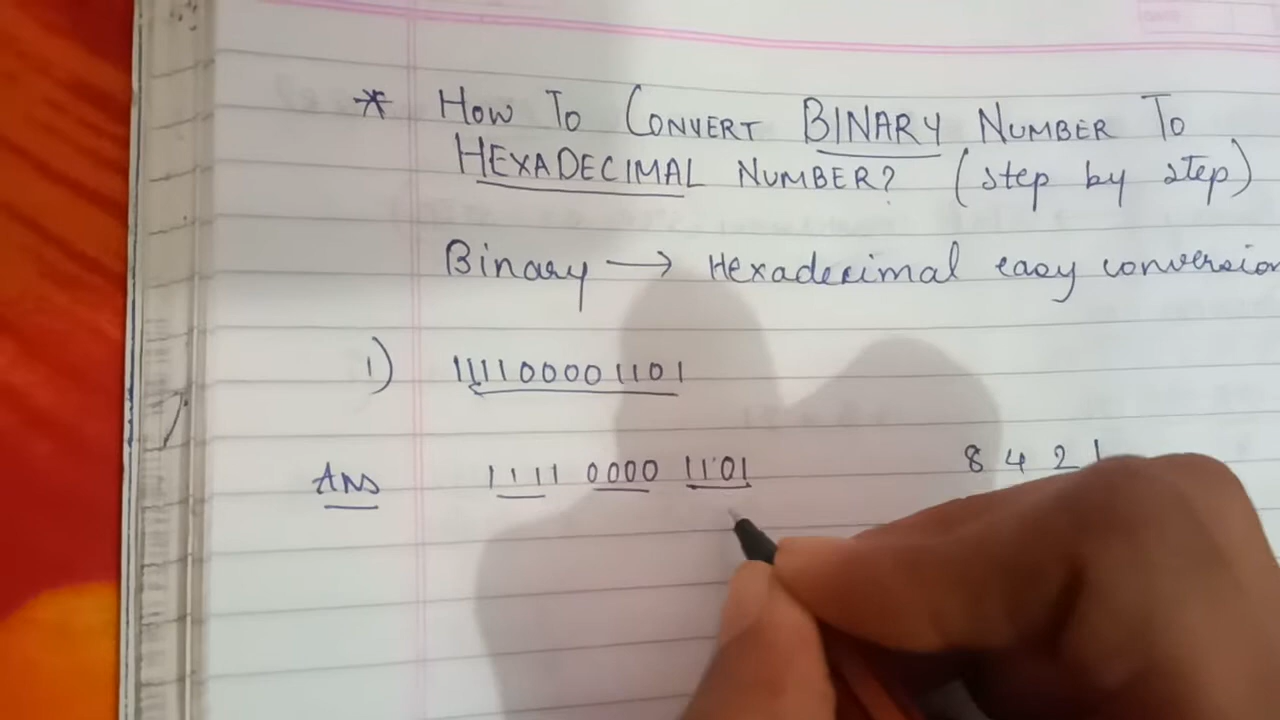 * How To CONVERT BINARY NUMBER To
HEXADECIMAL NUMBER? (step by step)
Binary → Hexadecimal easy conversion
1) 111100001101
Ans 1111 0000 1101 8 4 2 1